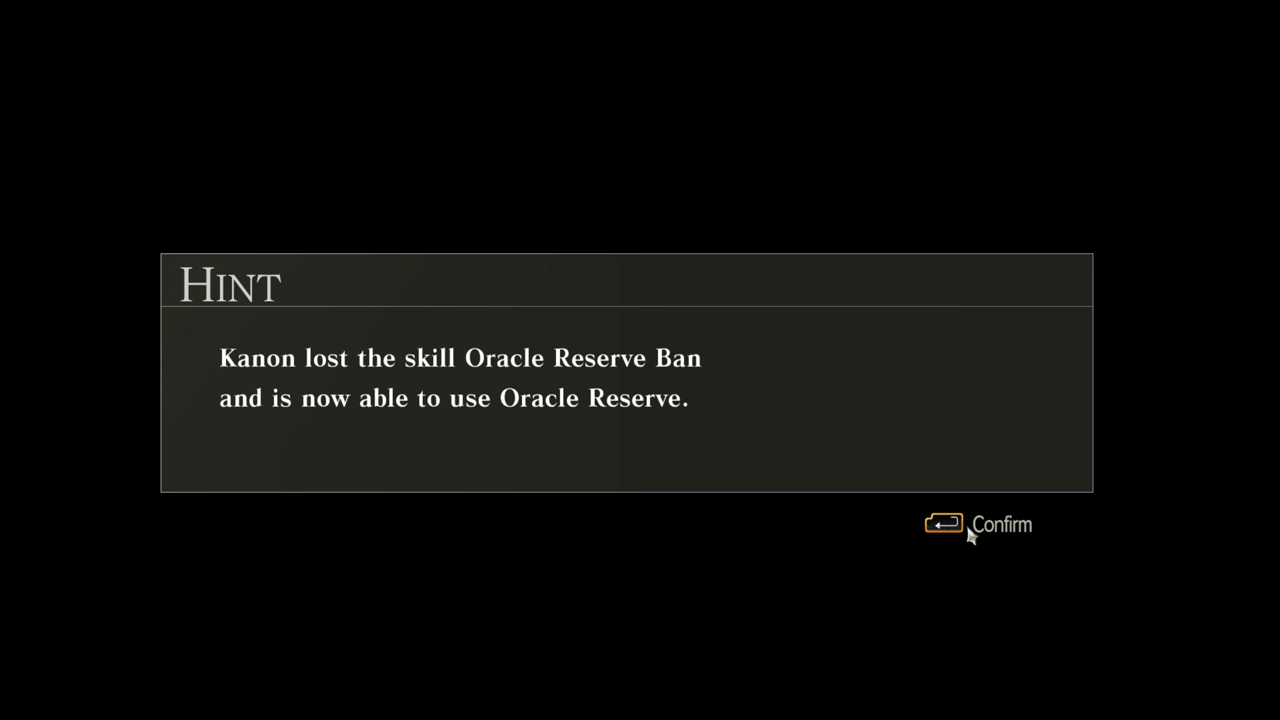 HINT
Kanon lost the skill Oracle Reserve Ban
and is now able to use Oracle Reserve.
Confirm